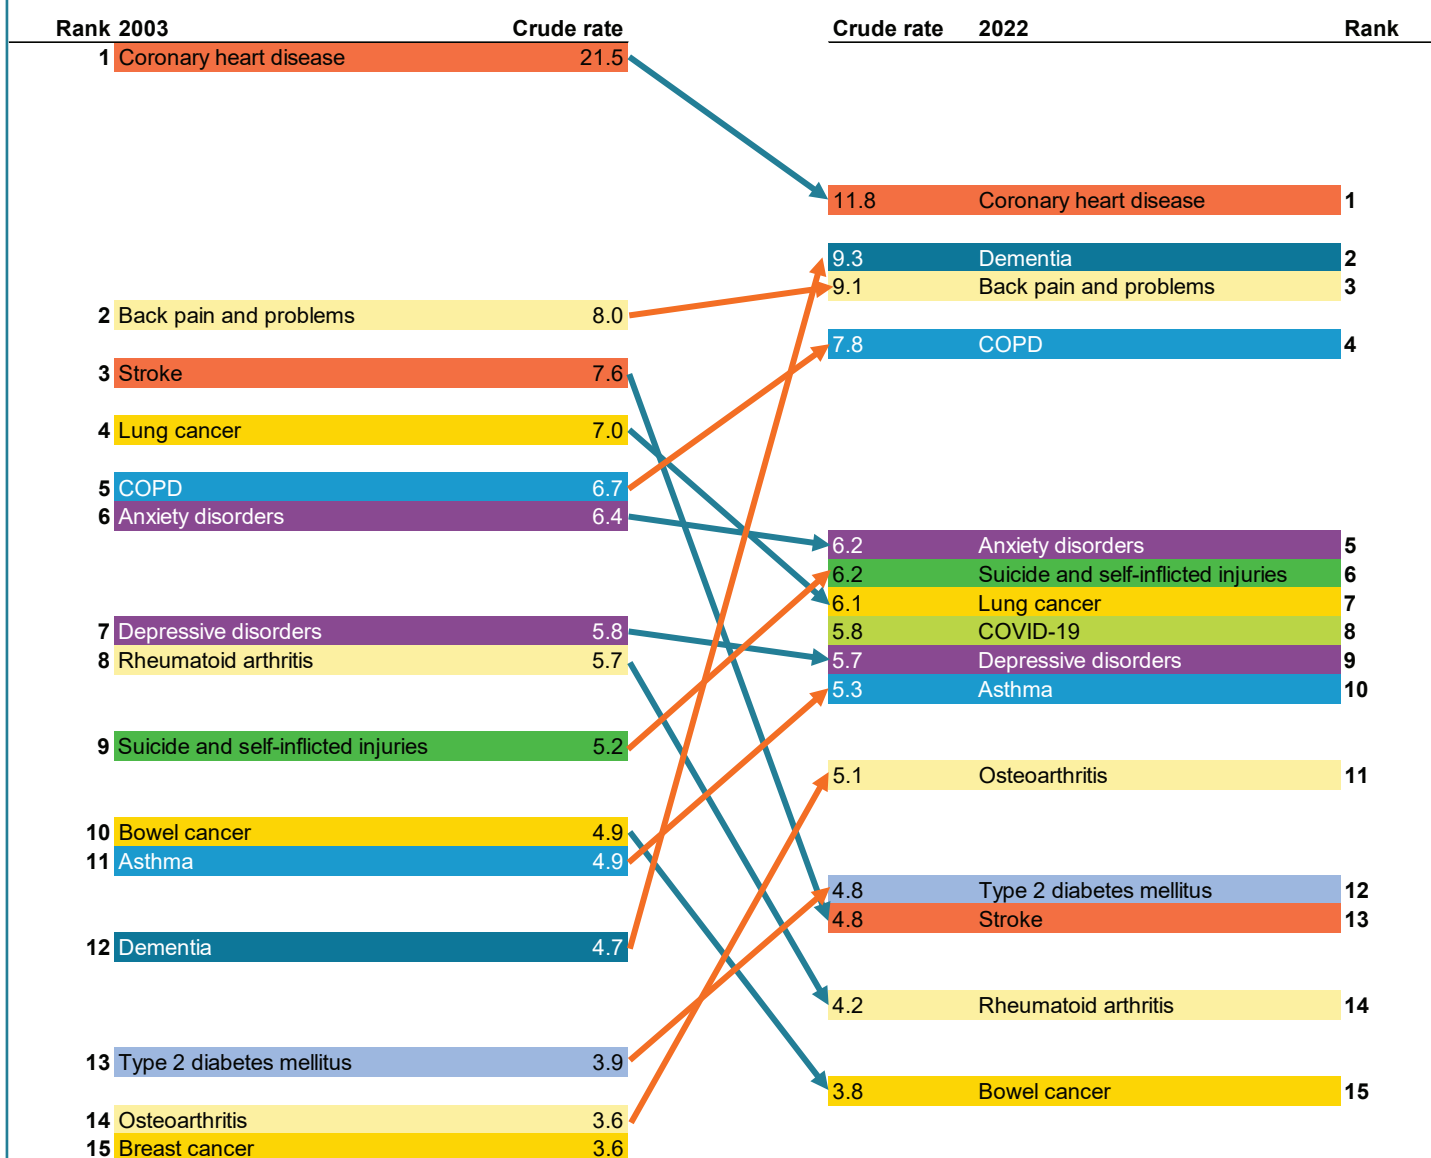 Rank 2003 Crude rate
1 Coronary heart disease 21.5
2 Back pain and problems 8.0
3 Stroke 7.6
4 Lung cancer 7.0
5 COPD 6.7
6 Anxiety disorders 6.4
7 Depressive disorders 5.8
8 Rheumatoid arthritis 5.7
9 Suicide and self-inflicted injuries 5.2
10 Bowel cancer 4.9
11 Asthma 4.9
12 Dementia 4.7
13 Type 2 diabetes mellitus 3.9
14 Osteoarthritis 3.6
15 Breast cancer 3.6
Crude rate 2022 Rank
11.8 Coronary heart disease 1
9.3 Dementia 2
9.1 Back pain and problems 3
7.8 COPD 4
6.2 Anxiety disorders 5
6.2 Suicide and self-inflicted injuries 6
6.1 Lung cancer 7
5.8 COVID-19 8
5.7 Depressive disorders 9
5.3 Asthma 10
5.1 Osteoarthritis 11
4.8 Type 2 diabetes mellitus 12
4.8 Stroke 13
4.2 Rheumatoid arthritis 14
3.8 Bowel cancer 15